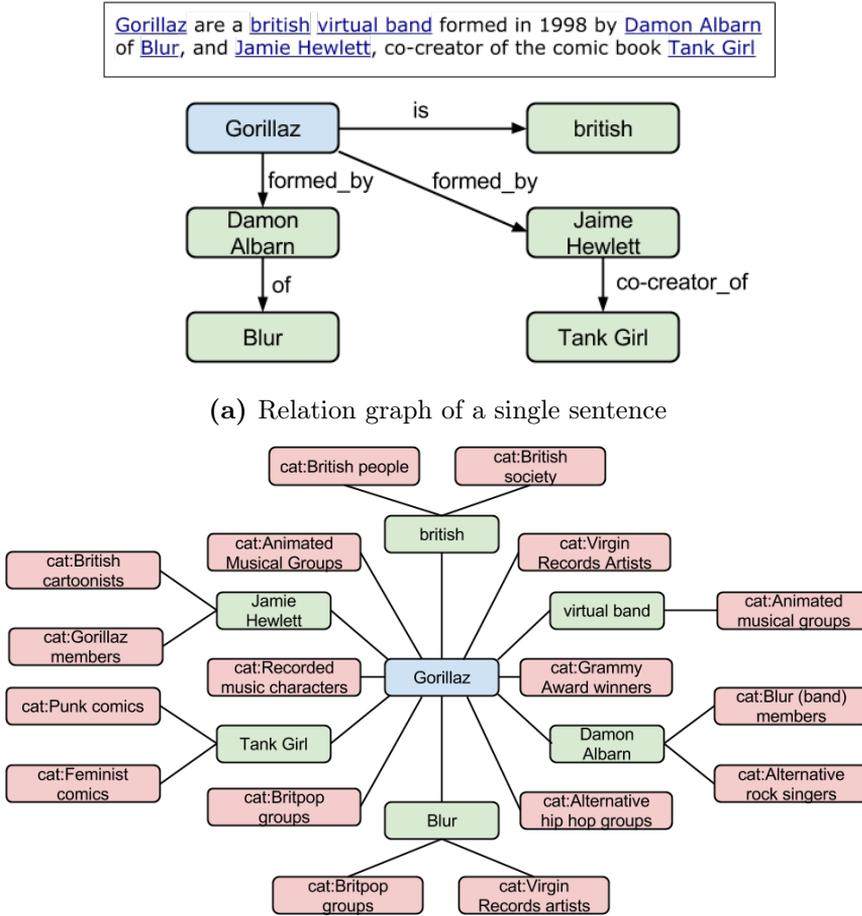 Gorillaz are a british virtual band formed in 1998 by Damon Albarn
of Blur, and Jamie Hewlett, co-creator of the comic book Tank Girl
is
Gorillaz
british
formed_by
formed_by
Damon
Albarn
Jaime
Hewlett
of
co-creator_of
Blur
Tank Girl
(a) Relation graph of a single sentence
cat:British people
cat:British
society
british
cat:Animated
Musical Groups
cat:Virgin
Records Artists
cat:British
cartoonists
Jamie
Hewlett
virtual band
cat:Animated
musical groups
cat:Gorillaz
members
cat:Recorded
music characters
Gorillaz
cat:Grammy
Award winners
cat:Punk comics
cat:Blur (band)
members
Tank Girl
Damon
Albarn
cat:Feminist
comics
cat:Alternative
rock singers
cat:Britpop
groups
Blur
cat:Alternative
hip hop groups
cat:Britpop
groups
cat:Virgin
Records artists